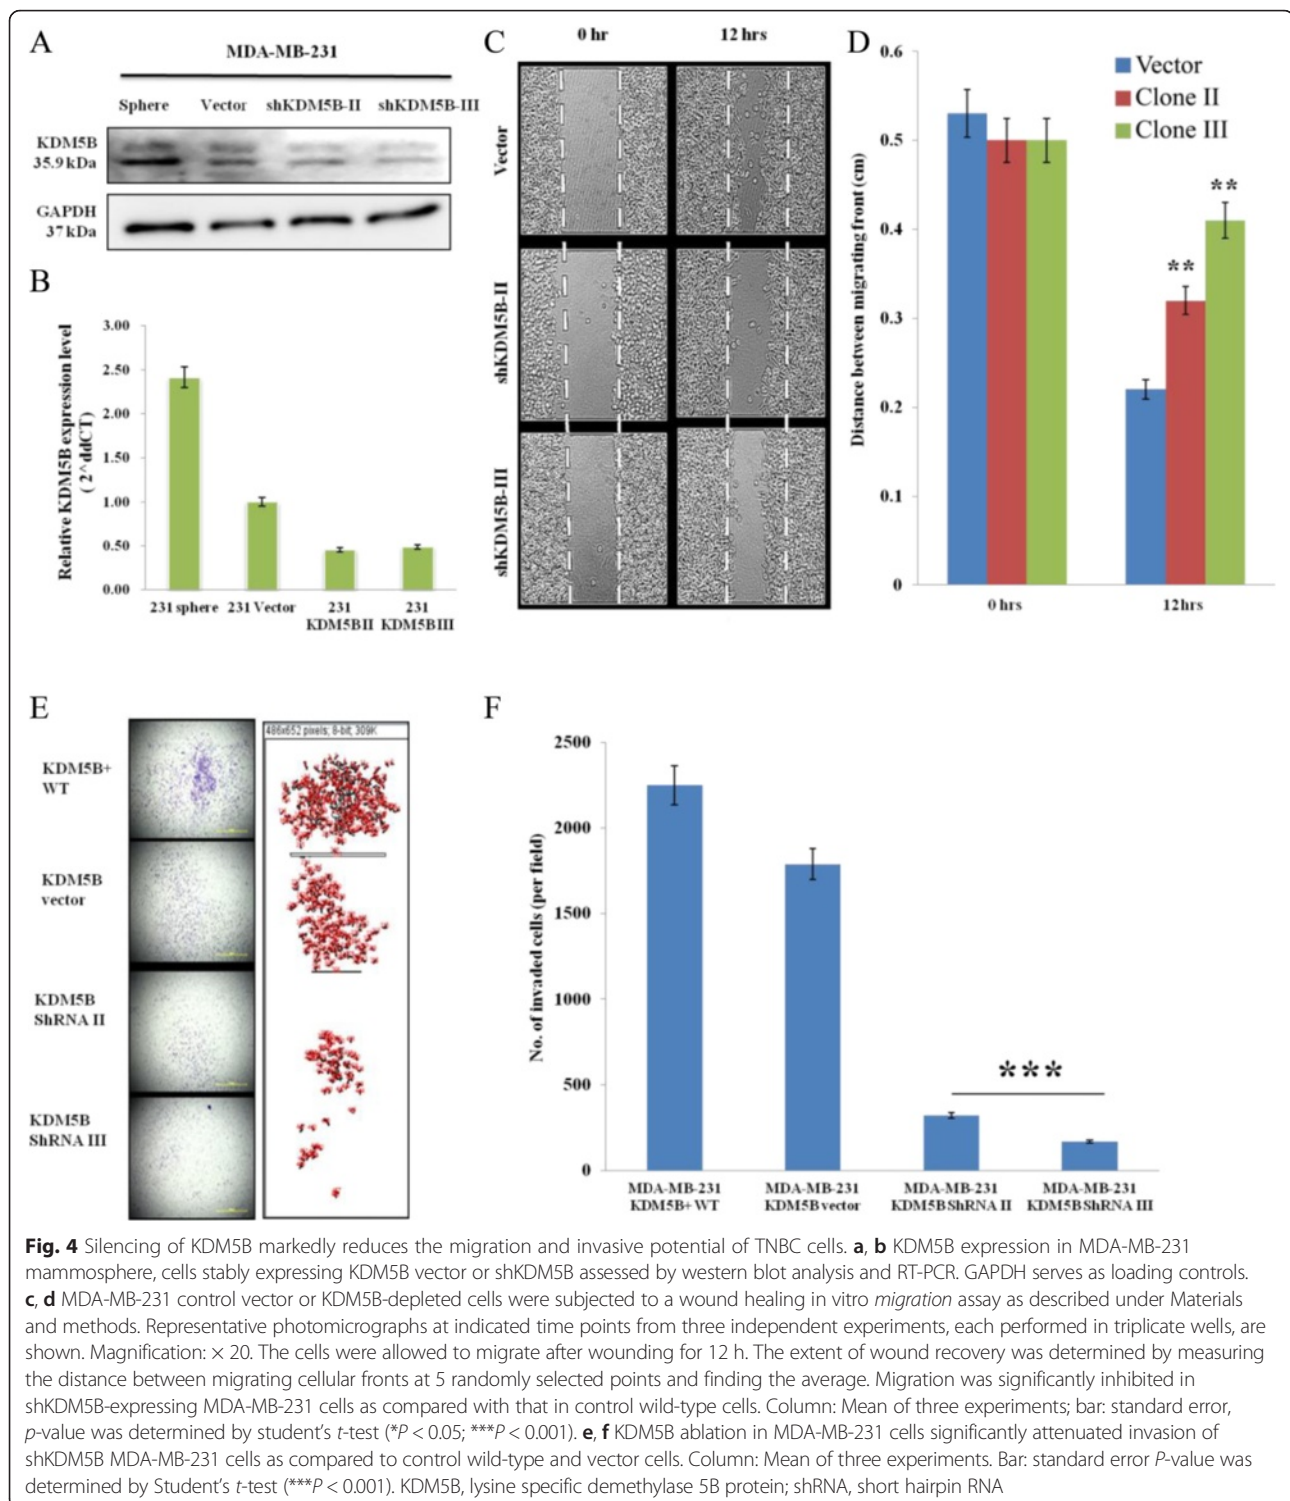 A
MDA-MB-231
Sphere Vector shKDM5B-II shKDM5B-III
KDM5B
35.9 kDa
GAPDH
37 kDa
B
Relative KDM5B expression level
( 2^ddCT)
3.00
2.50
2.00
1.50
1.00
0.50
0.00
231 sphere 231 Vector 231 231
KDM5BII KDM5BIII
C
0 hr 12 hrs
Vector
shKDM5B-II
shKDM5B-III
D
Distance between migrating front (cm)
0.6
0.5
0.4
0.3
0.2
0.1
0
Vector
Clone II
Clone III
**
**
0 hrs 12hrs
E
KDM5B+
WT
KDM5B
vector
KDM5B
ShRNA II
KDM5B
ShRNA III
486x652 pixels; 8-bit; 309K
F
No. of invaded cells (per field)
2500
2000
1500
1000
500
0
***
MDA-MB-231 MDA-MB-231 MDA-MB-231 MDA-MB-231
KDM5B+ WT KDM5B vector KDM5B ShRNA II KDM5B ShRNA III
Fig. 4 Silencing of KDM5B markedly reduces the migration and invasive potential of TNBC cells. a, b KDM5B expression in MDA-MB-231
mammosphere, cells stably expressing KDM5B vector or shKDM5B assessed by western blot analysis and RT-PCR. GAPDH serves as loading controls.
c, d MDA-MB-231 control vector or KDM5B-depleted cells were subjected to a wound healing in vitro migration assay as described under Materials
and methods. Representative photomicrographs at indicated time points from three independent experiments, each performed in triplicate wells, are
shown. Magnification: × 20. The cells were allowed to migrate after wounding for 12 h. The extent of wound recovery was determined by measuring
the distance between migrating cellular fronts at 5 randomly selected points and finding the average. Migration was significantly inhibited in
shKDM5B-expressing MDA-MB-231 cells as compared with that in control wild-type cells. Column: Mean of three experiments; bar: standard error,
p-value was determined by student's t-test (*P < 0.05; ***P < 0.001). e, f KDM5B ablation in MDA-MB-231 cells significantly attenuated invasion of
shKDM5B MDA-MB-231 cells as compared to control wild-type and vector cells. Column: Mean of three experiments. Bar: standard error P-value was
determined by Student's t-test (***P < 0.001). KDM5B, lysine specific demethylase 5B protein; shRNA, short hairpin RNA